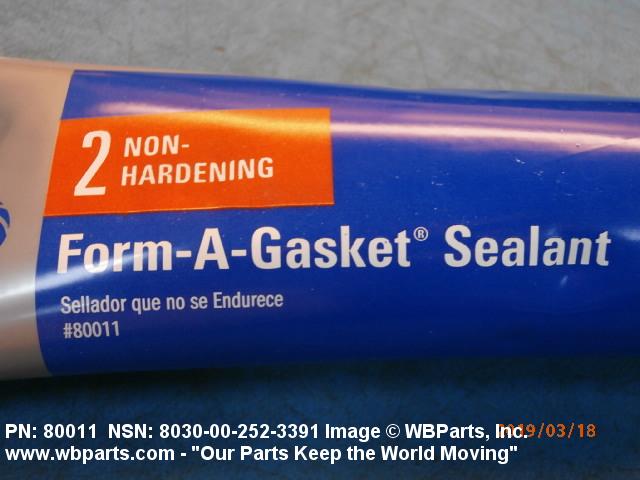 2 NON-
HARDENING
Form-A-Gasket® Sealant
Sellador que no se Endurece
#80011
PN: 80011 NSN: 8030-00-252-3391 Image © WBParts, Inc. 2019/03/18
www.wbparts.com - "Our Parts Keep the World Moving"